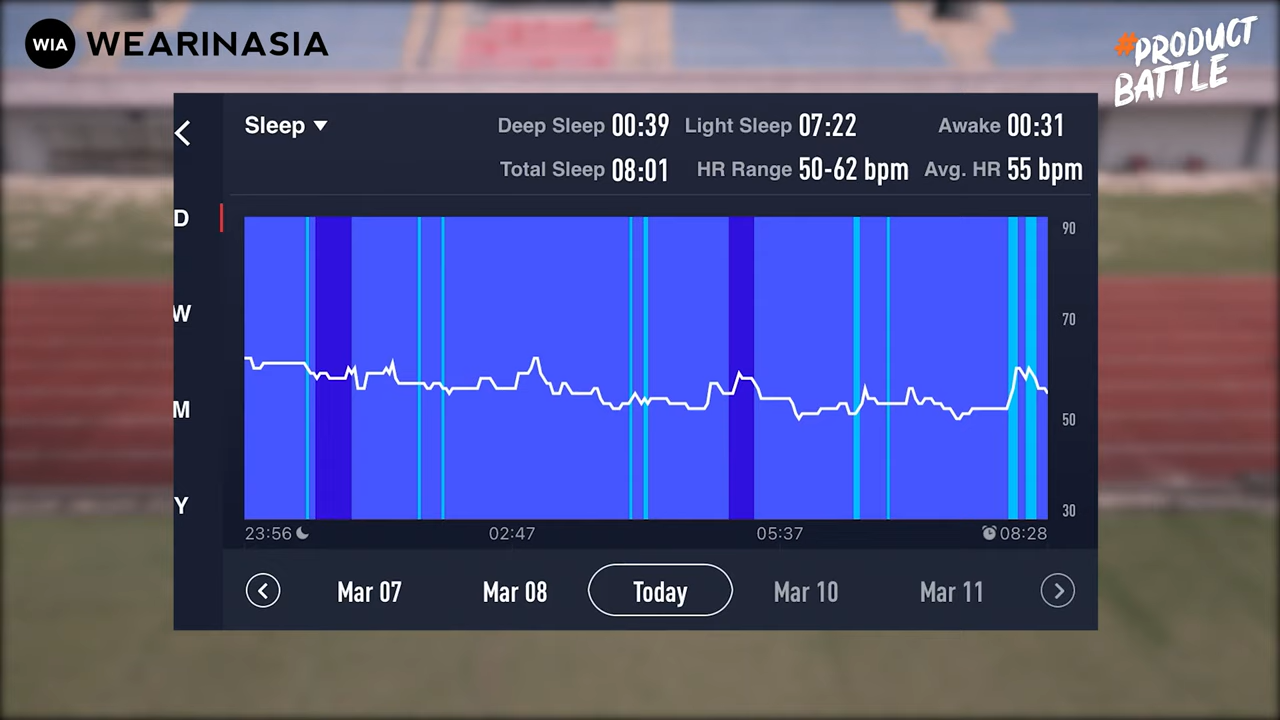 WIA WEARINASIA
#PRODUCT
BATTLE
Sleep
Deep Sleep 00:39 Light Sleep 07:22 Awake 00:31
Total Sleep 08:01 HR Range 50-62 bpm Avg. HR 55 bpm
D
W
M
Y
90
70
50
30
23:56 02:47 05:37 08:28
Mar 07 Mar 08 Today Mar 10 Mar 11